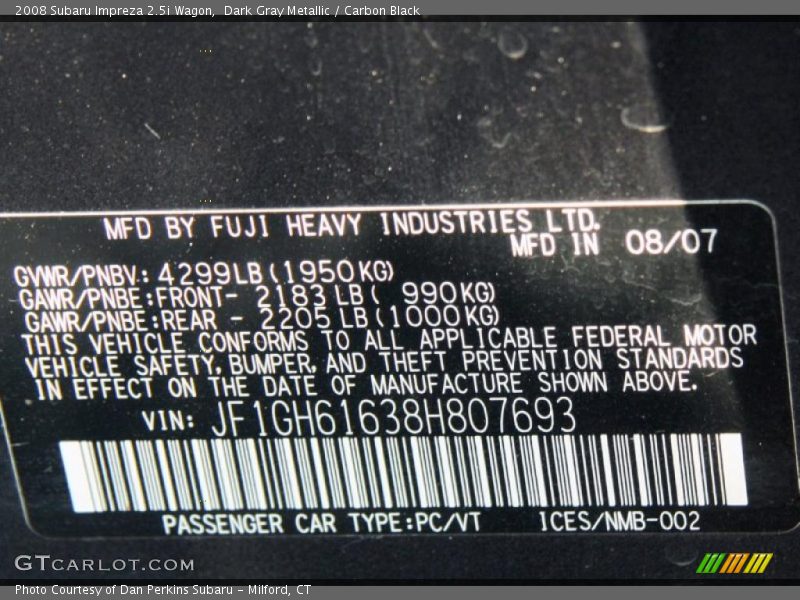 2008 Subaru Impreza 2.5i Wagon,  Dark Gray Metallic / Carbon Black
MFD BY FUJI HEAVY INDUSTRIES LTD.
MFD IN 08/07
GVWR/PNBV: 4299LB(1950KG)
GAWR/PNBE:FRONT- 2183LB( 990KG)
GAWR/PNBE:REAR - 2205LB(1000KG)
THIS VEHICLE CONFORMS TO ALL APPLICABLE FEDERAL MOTOR
VEHICLE SAFETY, BUMPER, AND THEFT PREVENTION STANDARDS
IN EFFECT ON THE DATE OF MANUFACTURE SHOWN ABOVE.
VIN: JF1GH61638H807693
PASSENGER CAR TYPE:PC/VT ICES/NMB-002
GTCARLOT.COM
Photo Courtesy of Dan Perkins Subaru - Milford, CT